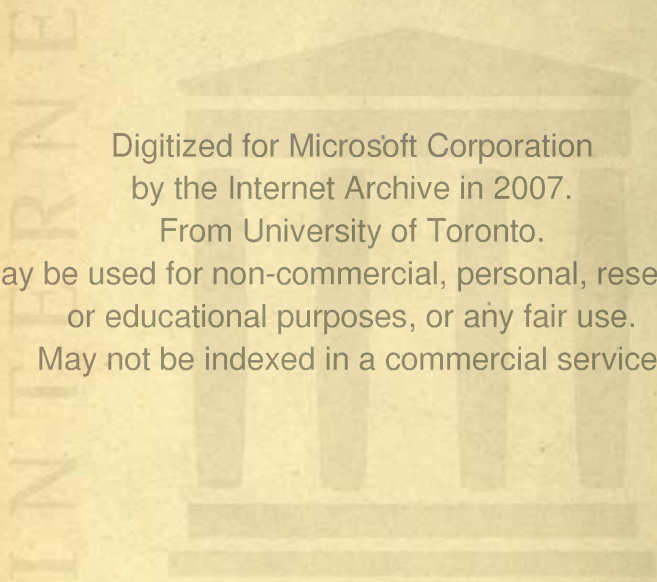 Digitized for Microsoft Corporation
by the Internet Archive in 2007.
From University of Toronto.
ay be used for non-commercial, personal, rese
or educational purposes, or any fair use.
May not be indexed in a commercial service
INTERNE